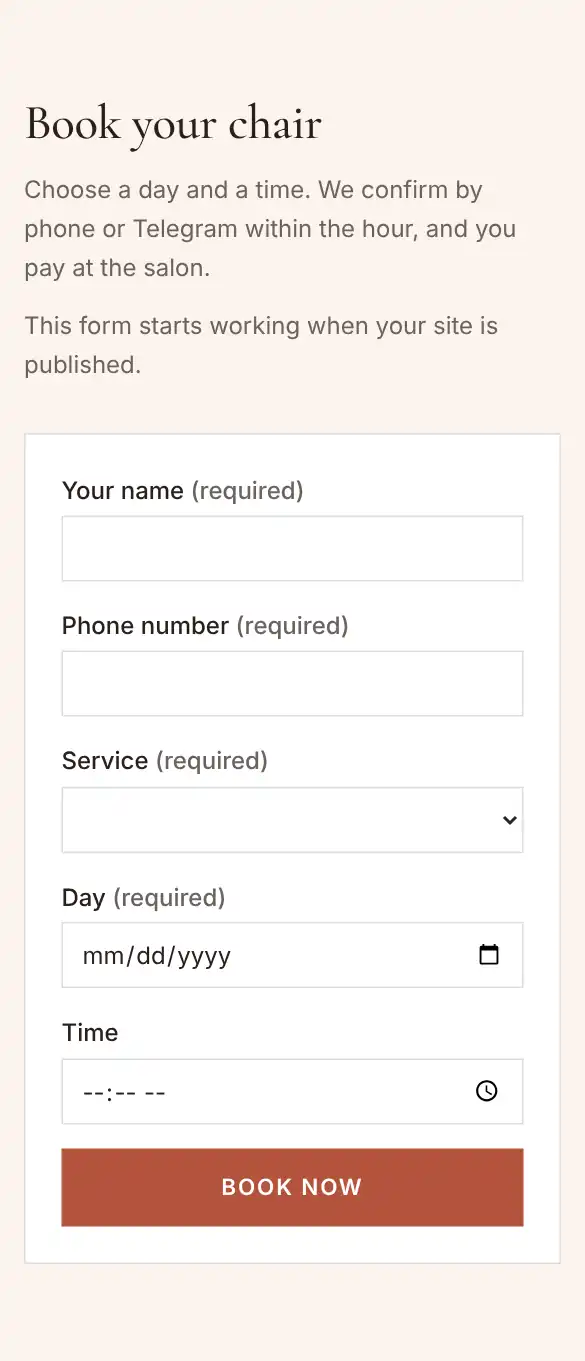 Book your chair
Choose a day and a time. We confirm by
phone or Telegram within the hour, and you
pay at the salon.
This form starts working when your site is
published.
Your name (required)
Phone number (required)
Service (required)
Day (required)
mm/dd/yyyy
Time
--:-- --
BOOK NOW